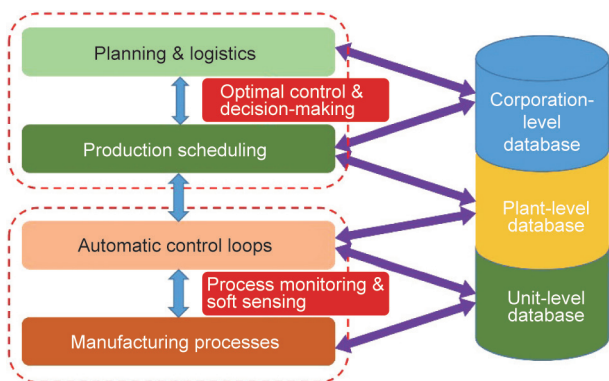 Planning & logistics
Optimal control &
decision-making
Production scheduling
Automatic control loops
Process monitoring &
soft sensing
Manufacturing processes
Corporation-
level
database
Plant-level
database
Unit-level
database